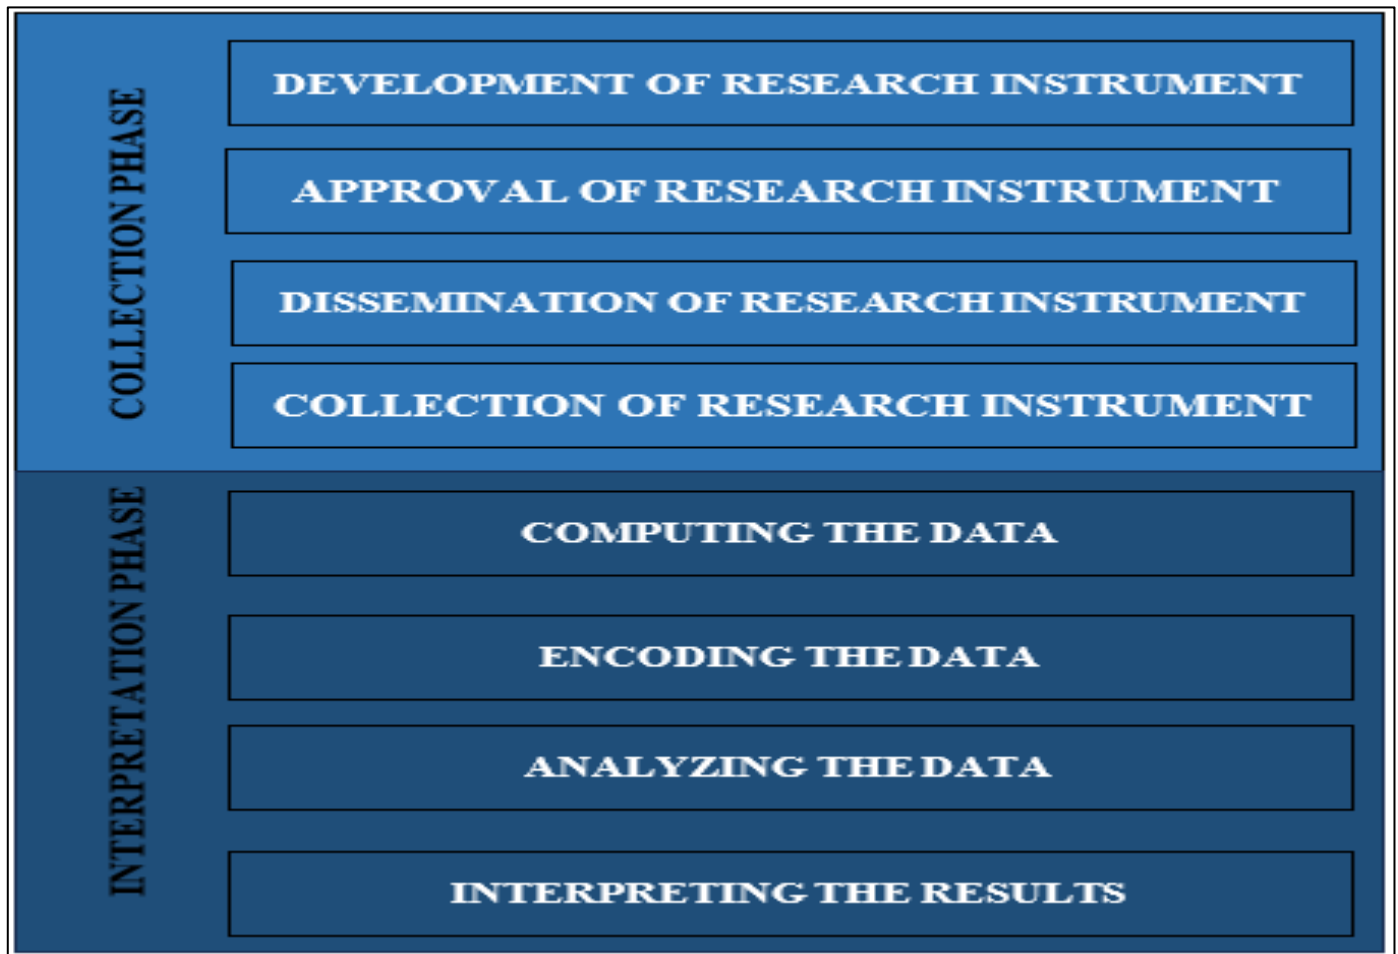 COLLECTION PHASE
DEVELOPMENT OF RESEARCH INSTRUMENT
APPROVAL OF RESEARCH INSTRUMENT
DISSEMINATION OF RESEARCH INSTRUMENT
COLLECTION OF RESEARCH INSTRUMENT
INTERPRETATION PHASE
COMPUTING THE DATA
ENCODING THE DATA
ANALYZING THE DATA
INTERPRETING THE RESULTS